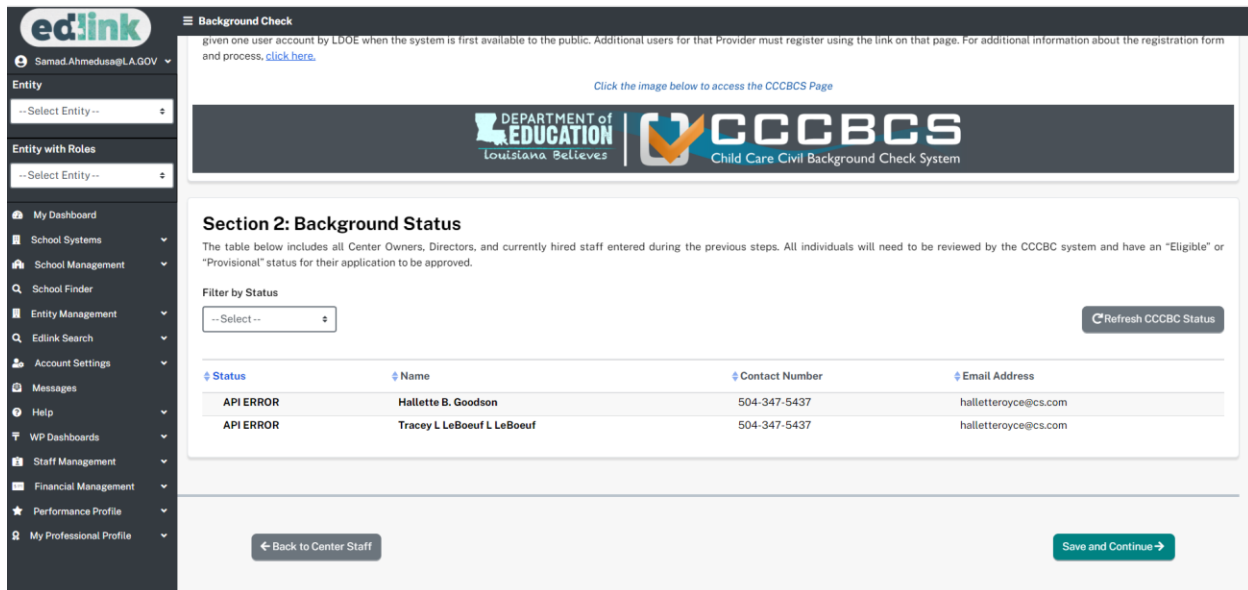 edlink
Samad.Ahmedusa@LA.GOV
Entity
--Select Entity--
Entity with Roles
--Select Entity--
My Dashboard
School Systems
School Management
School Finder
Entity Management
Edlink Search
Account Settings
Messages
Help
WP Dashboards
Staff Management
Financial Management
Performance Profile
My Professional Profile
Background Check
given one user account by LDOE when the system is first available to the public. Additional users for that Provider must register using the link on that page. For additional information about the registration form
and process, click here.
Click the image below to access the CCCBCS Page
DEPARTMENT of
EDUCATION
Louisiana Believes
CCCBCS
Child Care Civil Background Check System
Section 2: Background Status
The table below includes all Center Owners, Directors, and currently hired staff entered during the previous steps. All individuals will need to be reviewed by the CCCBC system and have an “Eligible” or
“Provisional” status for their application to be approved.
Filter by Status
--Select--
Refresh CCCBC Status
Status Name Contact Number Email Address
API ERROR Hallette B. Goodson 504-347-5437 halletteroyce@cs.com
API ERROR Tracey L LeBoeuf L LeBoeuf 504-347-5437 halletteroyce@cs.com
Back to Center Staff
Save and Continue